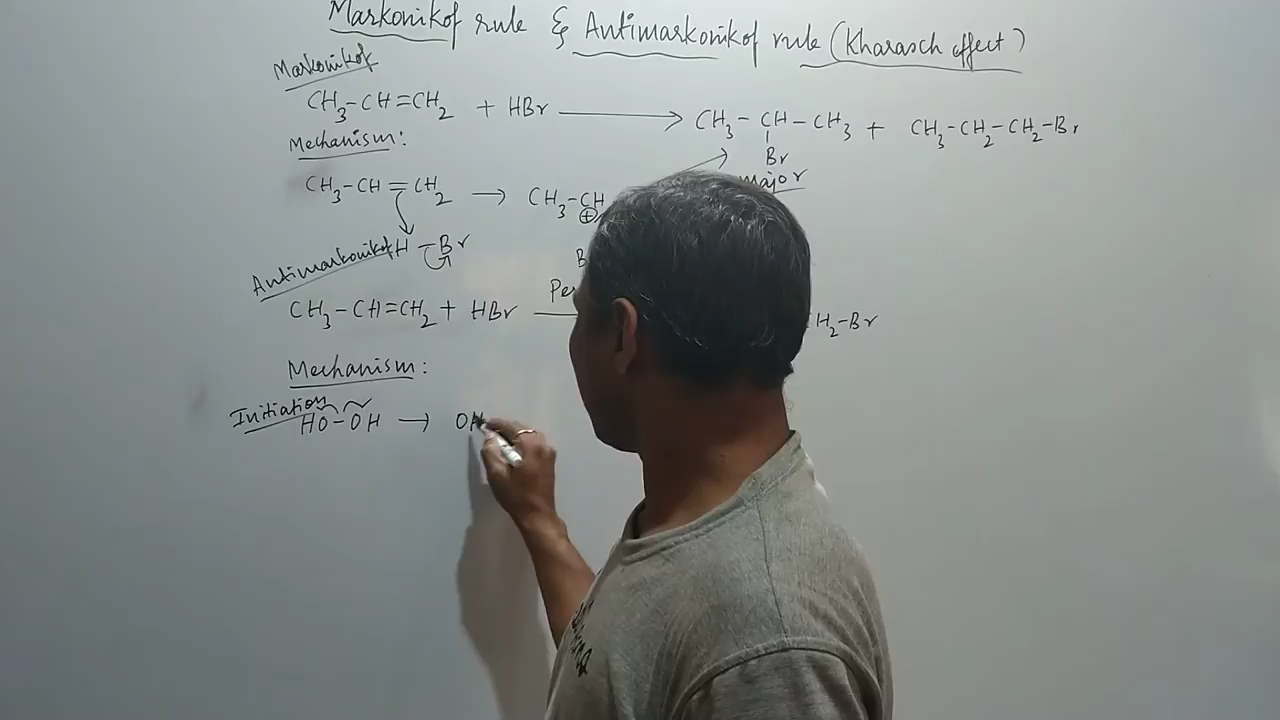 Markonikof rule & Antimarkonikof rule (Kharasch effect)
Markonikof
CH3-CH=CH2 + HBr ⟶ CH3-CH-CH3 + CH3-CH2-CH2-Br
Br
major
Mechanism:
CH3-CH=CH2 → CH3-CH
⊕
H-Br
Antimarkonikof
CH3-CH=CH2 + HBr H2-Br
Mechanism:
Initiation
HO-OH → OH